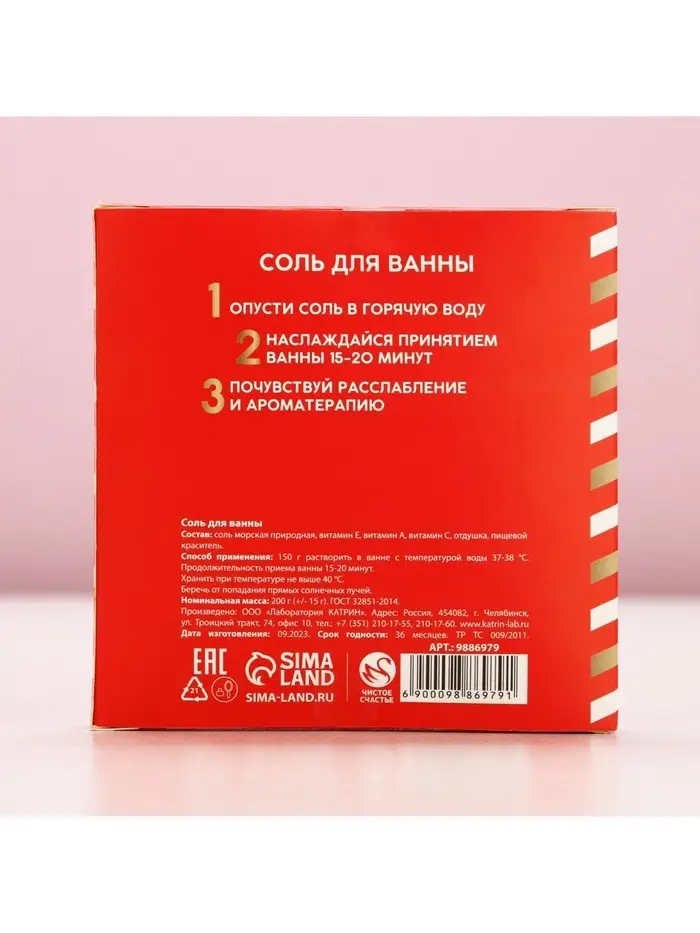 СОЛЬ ДЛЯ ВАННЫ
1 ОПУСТИ СОЛЬ В ГОРЯЧУЮ ВОДУ
2 НАСЛАЖДАЙСЯ ПРИНЯТИЕМ
ВАННЫ 15-20 МИНУТ
3 ПОЧУВСТВУЙ РАССЛАБЛЕНИЕ
И АРОМАТЕРАПИЮ
Соль для ванны
Состав: соль морская природная, витамин Е, витамин А, витамин С, отдушка, пищевой
краситель.
Способ применения: 150 г растворить в ванне с температурой воды 37-38 °С.
Продолжительность приема ванны 15-20 минут.
Хранить при температуре не выше 40 °С.
Беречь от попадания прямых солнечных лучей.
Номинальная масса: 200 г (+/- 15 г). ГОСТ 32851-2014.
Произведено: ООО «Лаборатория КАТРИН». Адрес: Россия, 454082, г. Челябинск,
ул. Троицкий тракт, 74, офис 10, тел.: +7 (351) 210-17-55, 210-17-60. www.katrin-lab.ru
Дата изготовления: 09.2023. Срок годности: 36 месяцев. ТР ТС 009/2011.
АРТ.: 9886979
ЕАС
SIMA
LAND
SIMA-LAND.RU
21
ЧИСТОЕ
СЧАСТЬЕ
6 900098 869791